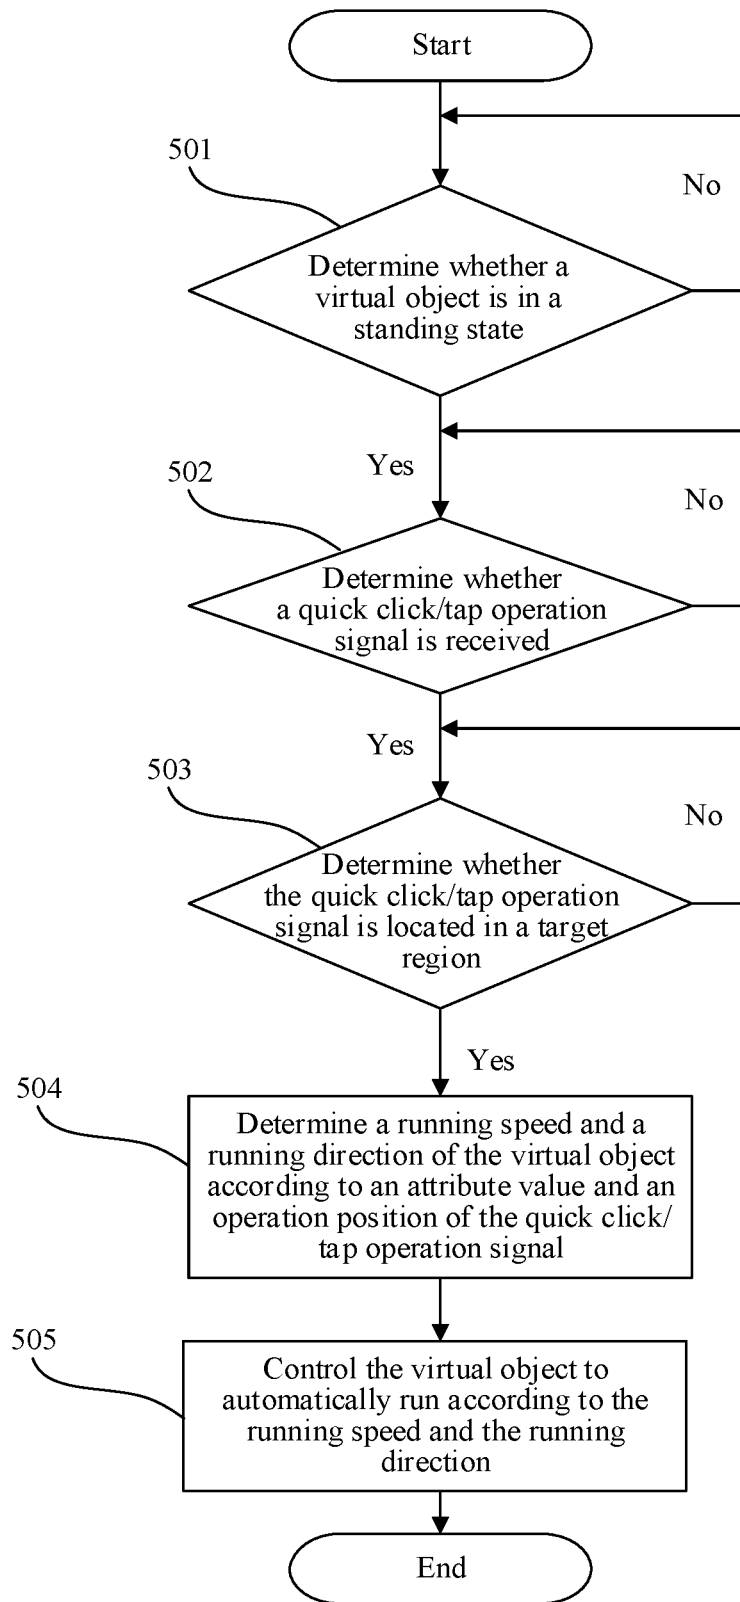 Start
501
No
Determine whether a
virtual object is in a
standing state
Yes
502
No
Determine whether
a quick click/tap operation
signal is received
Yes
503
No
Determine whether
the quick click/tap operation
signal is located in a target
region
Yes
504
Determine a running speed and a
running direction of the virtual object
according to an attribute value and an
operation position of the quick click/
tap operation signal
505
Control the virtual object to
automatically run according to the
running speed and the running
direction
End